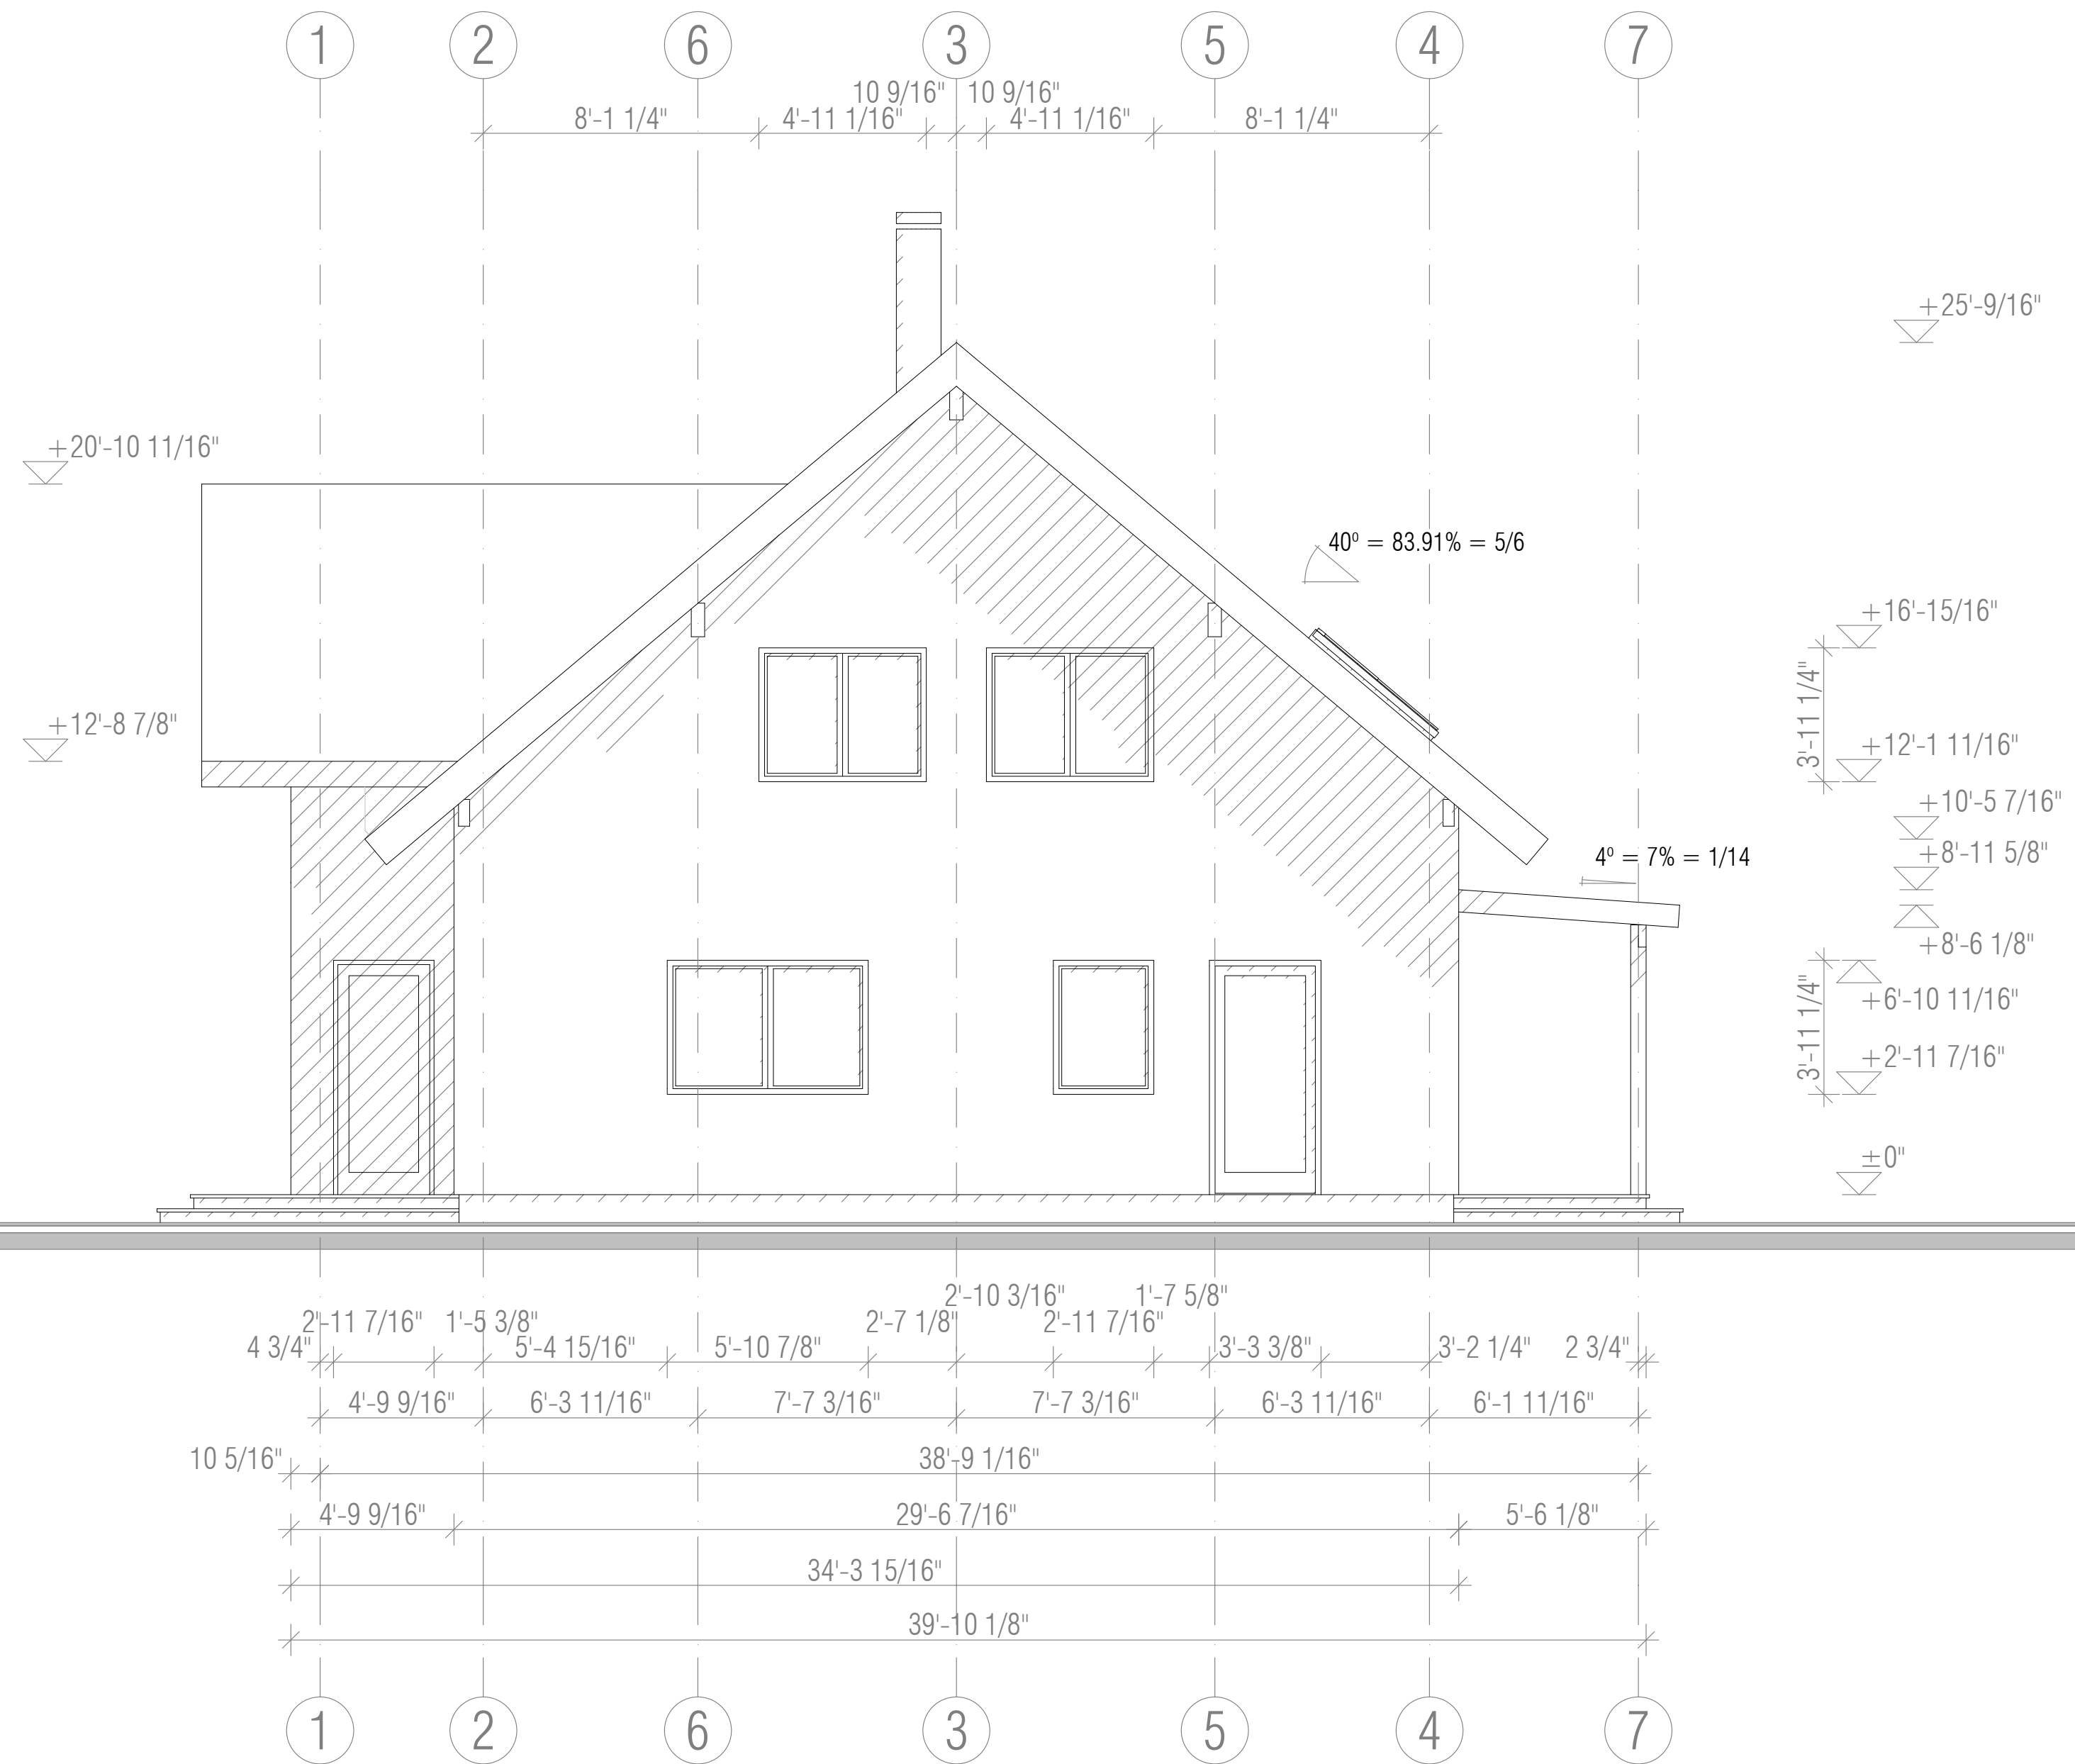 1 2 6 3 5 4 7
10 9/16" 10 9/16"
8'-1 1/4" 4'-11 1/16" 4'-11 1/16" 8'-1 1/4"
+25'-9/16"
+20'-10 11/16"
40º = 83.91% = 5/6
+16'-15/16"
3'-11 1/4"
+12'-8 7/8"
+12'-1 11/16"
+10'-5 7/16"
4º = 7% = 1/14
+8'-11 5/8"
+8'-6 1/8"
3'-11 1/4"
+6'-10 11/16"
+2'-11 7/16"
±0"
2'-10 3/16" 1'-7 5/8"
2'-11 7/16" 1'-5 3/8" 2'-7 1/8" 2'-11 7/16"
4 3/4" 5'-4 15/16" 5'-10 7/8" 3'-3 3/8" 3'-2 1/4" 2 3/4"
4'-9 9/16" 6'-3 11/16" 7'-7 3/16" 7'-7 3/16" 6'-3 11/16" 6'-1 11/16"
10 5/16" 38'-9 1/16"
4'-9 9/16" 29'-6 7/16" 5'-6 1/8"
34'-3 15/16"
39'-10 1/8"
1 2 6 3 5 4 7